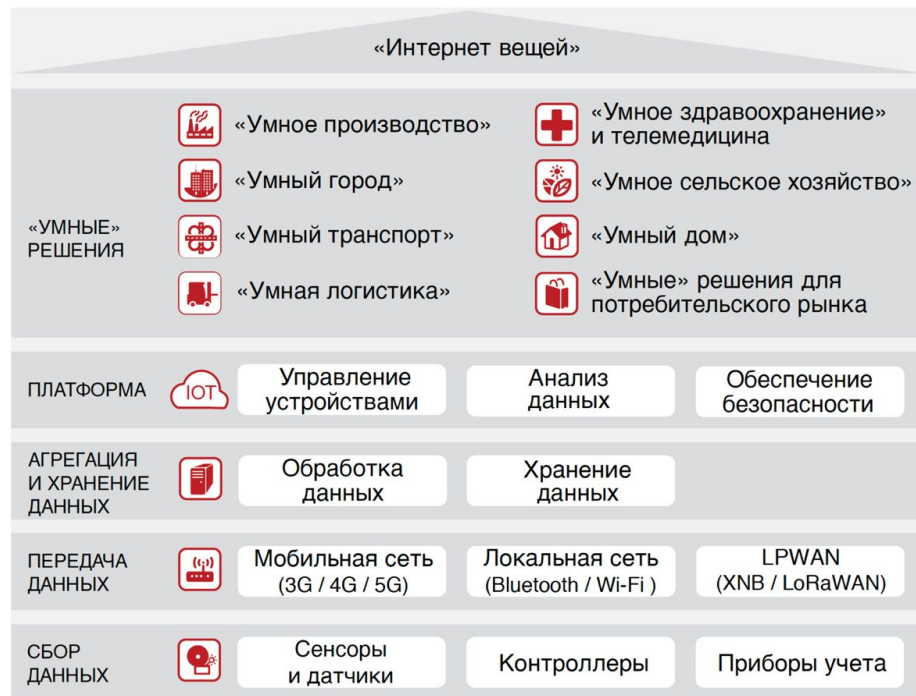 «Интернет вещей»
«УМНЫЕ»
РЕШЕНИЯ
«Умное производство»
«Умный город»
«Умный транспорт»
«Умная логистика»
«Умное здравоохранение»
и телемедицина
«Умное сельское хозяйство»
«Умный дом»
«Умные» решения для
потребительского рынка
ПЛАТФОРМА
IOT
Управление
устройствами
Анализ
данных
Обеспечение
безопасности
АГРЕГАЦИЯ
И ХРАНЕНИЕ
ДАННЫХ
Обработка
данных
Хранение
данных
ПЕРЕДАЧА
ДАННЫХ
Мобильная сеть
(3G / 4G / 5G)
Локальная сеть
(Bluetooth / Wi-Fi )
LPWAN
(XNB / LoRaWAN)
СБОР
ДАННЫХ
Сенсоры
и датчики
Контроллеры
Приборы учета